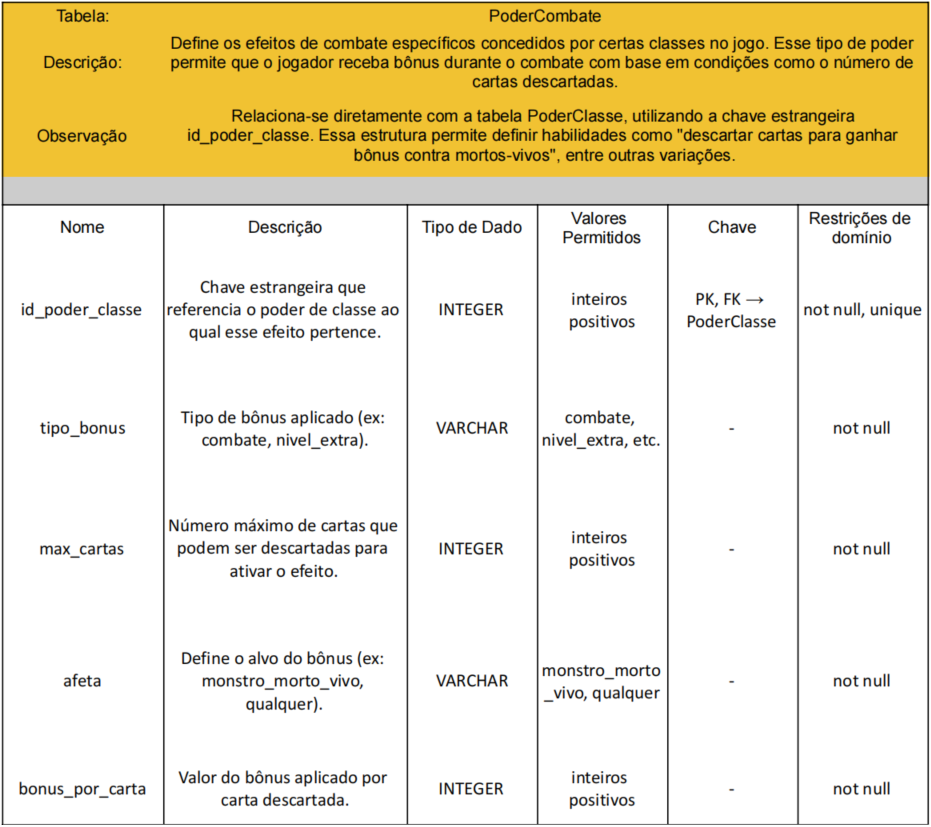 Tabela: PoderCombate
Descrição:
Define os efeitos de combate específicos concedidos por certas classes no jogo. Esse tipo de poder
permite que o jogador receba bônus durante o combate com base em condições como o número de
cartas descartadas.
Observação
Relaciona-se diretamente com a tabela PoderClasse, utilizando a chave estrangeira
id_poder_classe. Essa estrutura permite definir habilidades como "descartar cartas para ganhar
bônus contra mortos-vivos", entre outras variações.
Nome
Descrição
Tipo de Dado
Valores
Permitidos
Chave
Restrições de
domínio
id_poder_classe
Chave estrangeira que
referencia o poder de classe ao
qual esse efeito pertence.
INTEGER
inteiros
positivos
PK, FK →
PoderClasse
not null, unique
tipo_bonus
Tipo de bônus aplicado (ex:
combate, nivel_extra).
VARCHAR
combate,
nivel_extra, etc.
-
not null
max_cartas
Número máximo de cartas que
podem ser descartadas para
ativar o efeito.
INTEGER
inteiros
positivos
-
not null
afeta
Define o alvo do bônus (ex:
monstro_morto_vivo,
qualquer).
VARCHAR
monstro_morto
_vivo, qualquer
-
not null
bonus_por_carta
Valor do bônus aplicado por
carta descartada.
INTEGER
inteiros
positivos
-
not null